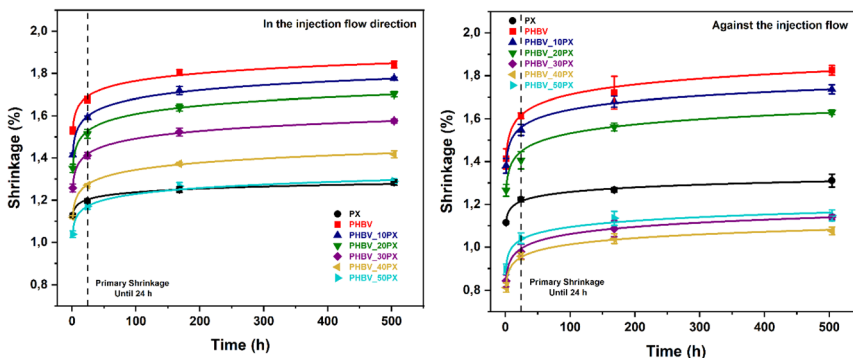 In the injection flow direction
2,0
1,8
1,6
1,4
1,2
1,0
0,8
Shrinkage (%)
PX
PHBV
PHBV_10PX
PHBV_20PX
PHBV_30PX
PHBV_40PX
PHBV_50PX
Primary Shrinkage
Until 24 h
0
100
200
300
400
500
Time (h)
Against the injection flow
PX
PHBV
PHBV_10PX
PHBV_20PX
PHBV_30PX
PHBV_40PX
PHBV_50PX
2,0
1,8
1,6
1,4
1,2
1,0
0,8
Shrinkage (%)
Primary Shrinkage
Until 24 h
0
100
200
300
400
500
Time (h)